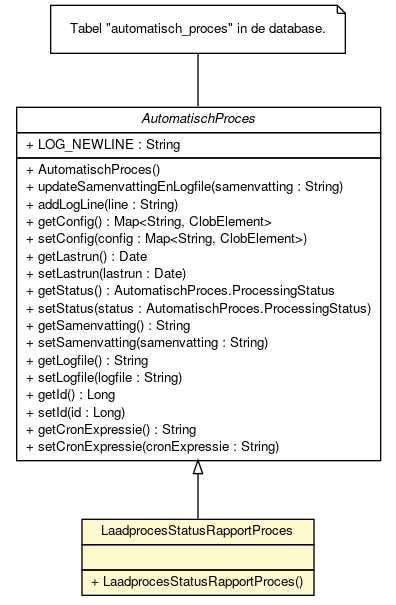 Tabel "automatisch_proces" in de database.
AutomatischProces
+ LOG_NEWLINE : String
+ AutomatischProces()
+ updateSamenvattingEnLogfile(samenvatting : String)
+ addLogLine(line : String)
+ getConfig() : Map<String, ClobElement>
+ setConfig(config : Map<String, ClobElement>)
+ getLastrun() : Date
+ setLastrun(lastrun : Date)
+ getStatus() : AutomatischProces.ProcessingStatus
+ setStatus(status : AutomatischProces.ProcessingStatus)
+ getSamenvatting() : String
+ setSamenvatting(samenvatting : String)
+ getLogfile() : String
+ setLogfile(logfile : String)
+ getId() : Long
+ setId(id : Long)
+ getCronExpressie() : String
+ setCronExpressie(cronExpressie : String)
LaadprocesStatusRapportProces
+ LaadprocesStatusRapportProces()